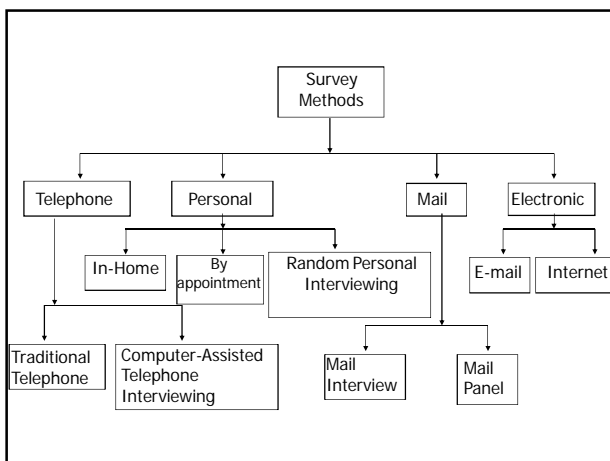 Survey
Methods
Telephone
Personal
Mail
Electronic
In-Home
By
appointment
Random Personal
Interviewing
E-mail
Internet
Traditional
Telephone
Computer-Assisted
Telephone
Interviewing
Mail
Interview
Mail
Panel